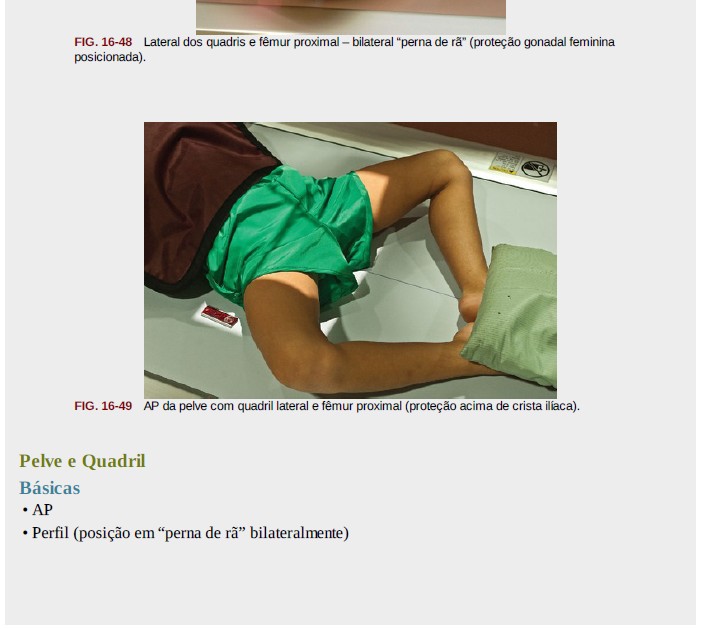 FIG. 16-48 Lateral dos quadris e fêmur proximal – bilateral “perna de rã” (proteção gonadal feminina
posicionada).
FIG. 16-49 AP da pelve com quadril lateral e fêmur proximal (proteção acima de crista ilíaca).
Pelve e Quadril
Básicas
• AP
• Perfil (posição em “perna de rã” bilateralmente)